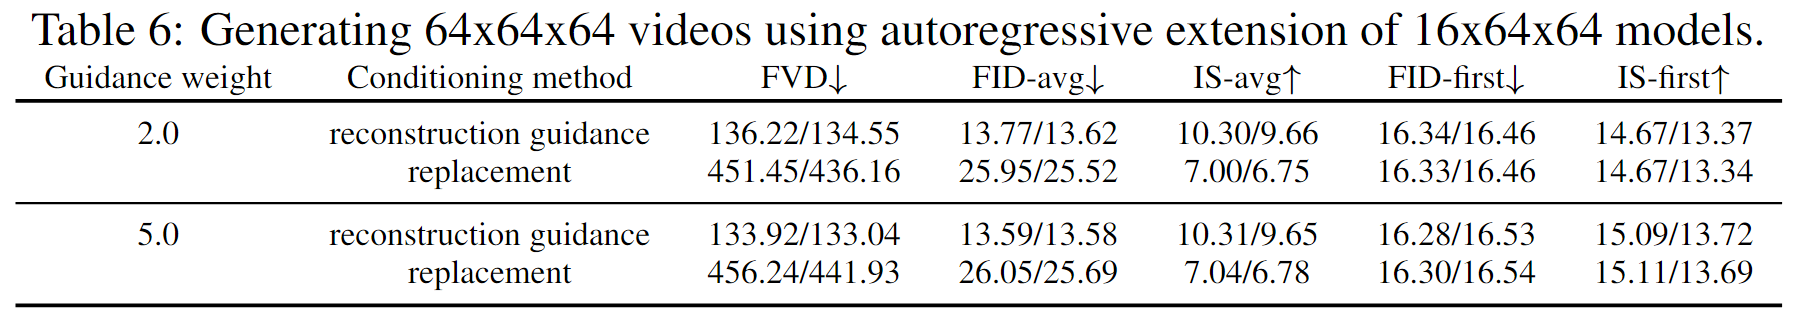 Table 6: Generating 64x64x64 videos using autoregressive extension of 16x64x64 models.
Guidance weight Conditioning method FVD↓ FID-avg↓ IS-avg↑ FID-first↓ IS-first↑
2.0 reconstruction guidance 136.22/134.55 13.77/13.62 10.30/9.66 16.34/16.46 14.67/13.37
replacement 451.45/436.16 25.95/25.52 7.00/6.75 16.33/16.46 14.67/13.34
5.0 reconstruction guidance 133.92/133.04 13.59/13.58 10.31/9.65 16.28/16.53 15.09/13.72
replacement 456.24/441.93 26.05/25.69 7.04/6.78 16.30/16.54 15.11/13.69